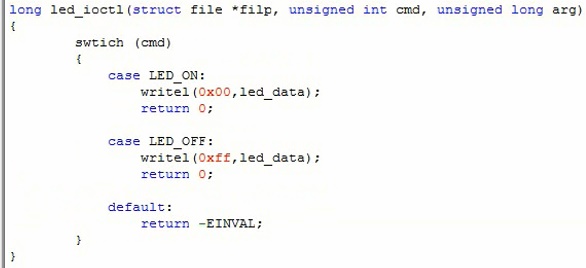 long led_ioctl(struct file *filp, unsigned int cmd, unsigned long arg)
{
swtich (cmd)
{
case LED_ON:
writel(0x00,led_data);
return 0;
case LED_OFF:
writel(0xff,led_data);
return 0;
default:
return -EINVAL;
}
}